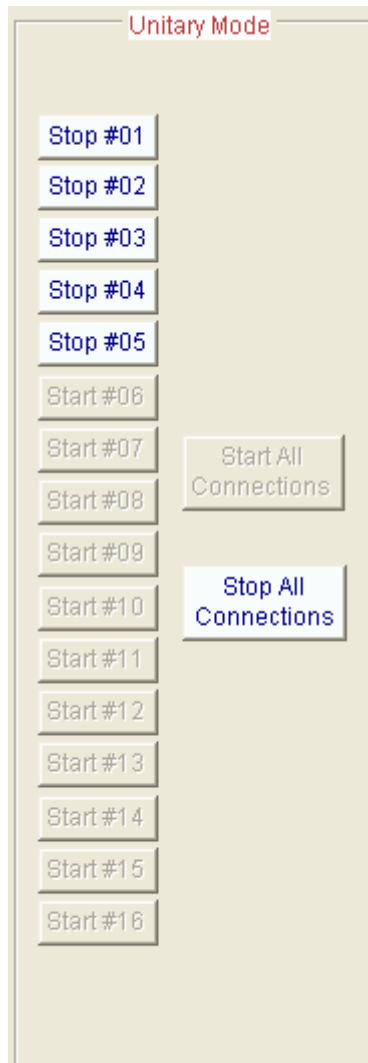 Unitary Mode
Stop #01
Stop #02
Stop #03
Stop #04
Stop #05
Start #06
Start #07
Start #08
Start #09
Start #10
Start #11
Start #12
Start #13
Start #14
Start #15
Start #16
Start All
Connections
Stop All
Connections